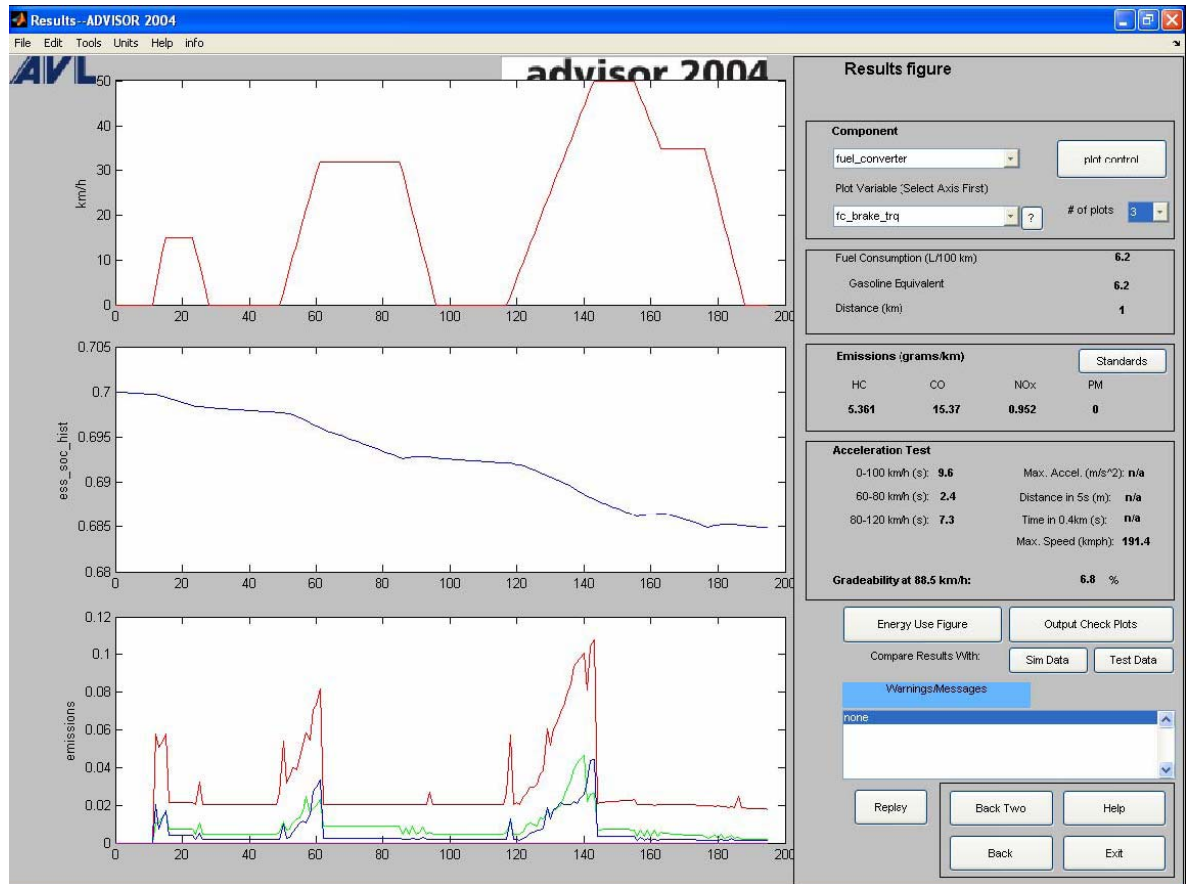 Results--ADVISOR 2004
File Edit Tools Units Help info
AVL
advisor 2004
50
40
30
20
10
0
km/h
0 20 40 60 80 100 120 140 160 180 200
0.705
0.7
0.695
0.69
0.685
0.68
ess_soc_hist
0 20 40 60 80 100 120 140 160 180 200
0.12
0.1
0.08
0.06
0.04
0.02
0
emissions
0 20 40 60 80 100 120 140 160 180 200
Results figure
Component
fuel_converter
plot control
Plot Variable (Select Axis First)
fc_brake_trq
?
# of plots 3
Fuel Consumption (L/100 km) 6.2
Gasoline Equivalent 6.2
Distance (km) 1
Emissions (grams/km)
Standards
HC CO NOx PM
5.361 15.37 0.952 0
Acceleration Test
0-100 km/h (s): 9.6 Max. Accel. (m/s^2): n/a
60-80 km/h (s): 2.4 Distance in 5s (m): n/a
80-120 km/h (s): 7.3 Time in 0.4km (s): n/a
Max. Speed (kmph): 191.4
Gradeability at 88.5 km/h: 6.8 %
Energy Use Figure
Output Check Plots
Compare Results With:
Sim Data
Test Data
Warnings/Messages
none
Replay
Back Two
Help
Back
Exit